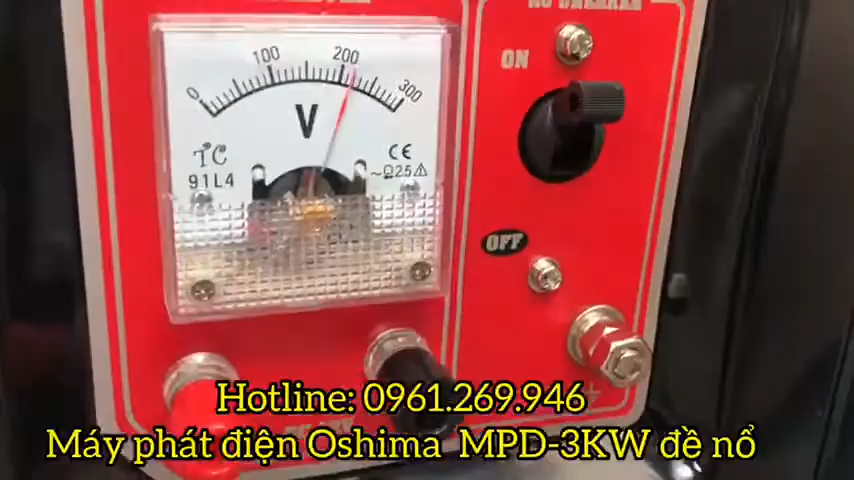 0 100 200 300
V
TC
91L4
CE
~ 2.5
ON
OFF
Hotline: 0961.269.946
Máy phát điện Oshima MPD-3KW đề nổ